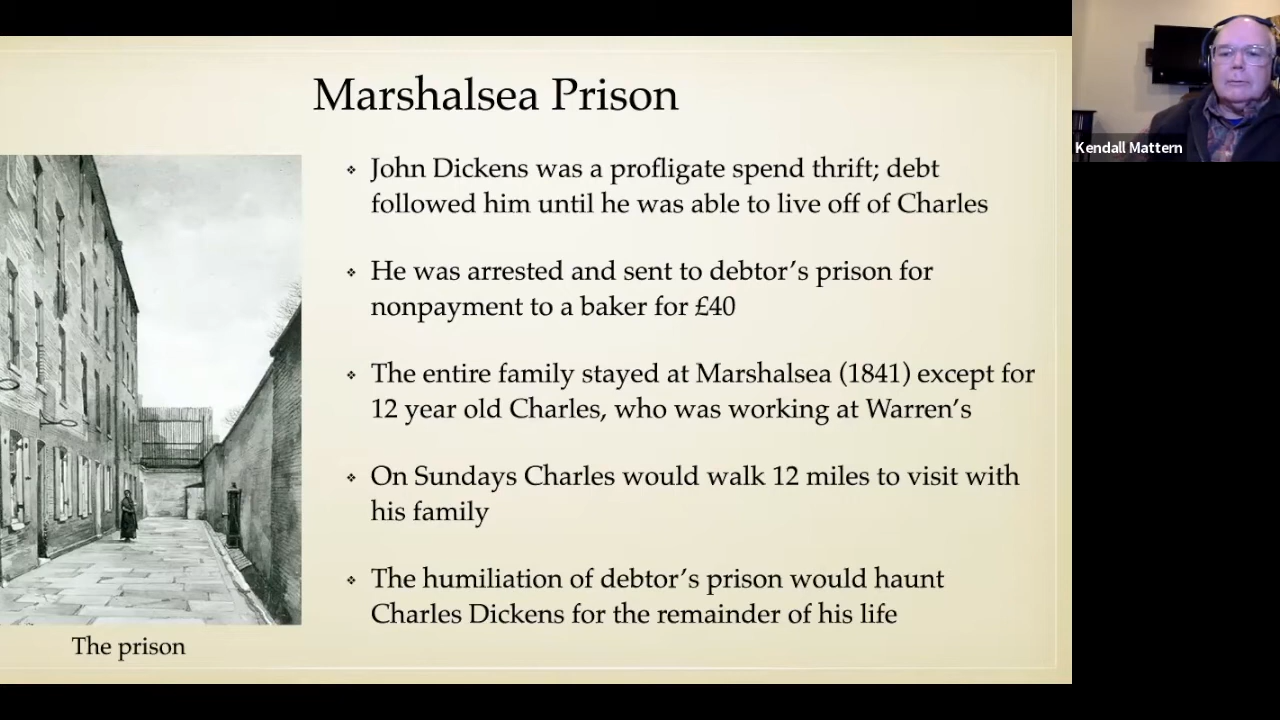 Marshalsea Prison
John Dickens was a profligate spend thrift; debt
followed him until he was able to live off of Charles
He was arrested and sent to debtor’s prison for
nonpayment to a baker for £40
The entire family stayed at Marshalsea (1841) except for
12 year old Charles, who was working at Warren’s
On Sundays Charles would walk 12 miles to visit with
his family
The humiliation of debtor’s prison would haunt
Charles Dickens for the remainder of his life
The prison
Kendall Mattern